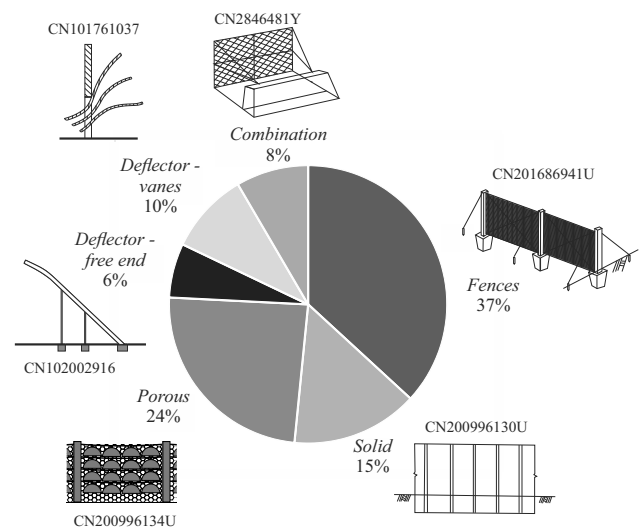 CN2846481Y
CN101761037
Combination
8%
Deflector -
vanes
10%
CN201686941U
Deflector -
free end
6%
Fences
37%
CN102002916
Porous
24%
Solid
15%
CN200996130U
CN200996134U